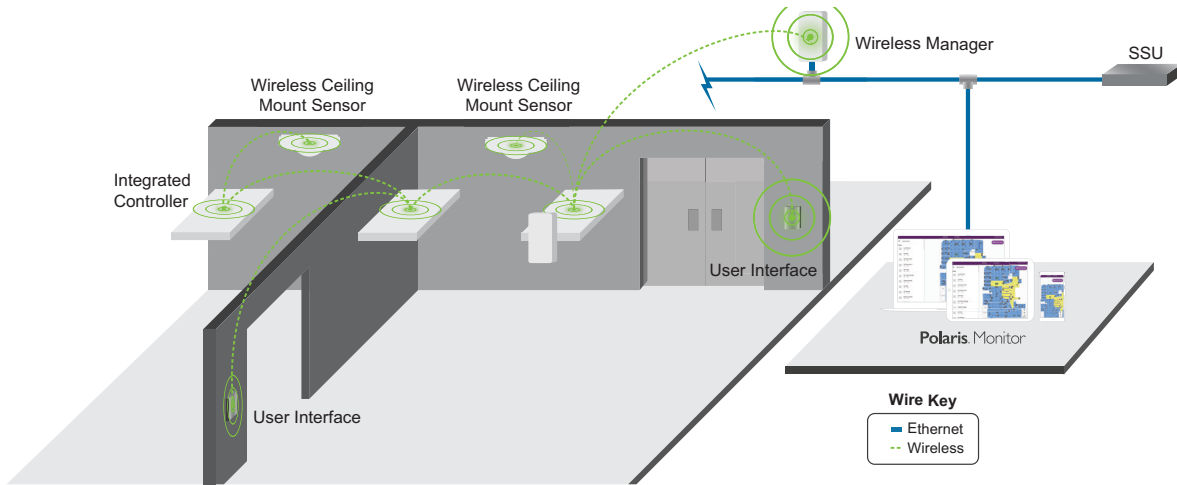 Wireless Manager
SSU
Wireless Ceiling
Mount Sensor
Wireless Ceiling
Mount Sensor
Integrated
Controller
User Interface
User Interface
Polaris. Monitor
Wire Key
Ethernet
Wireless